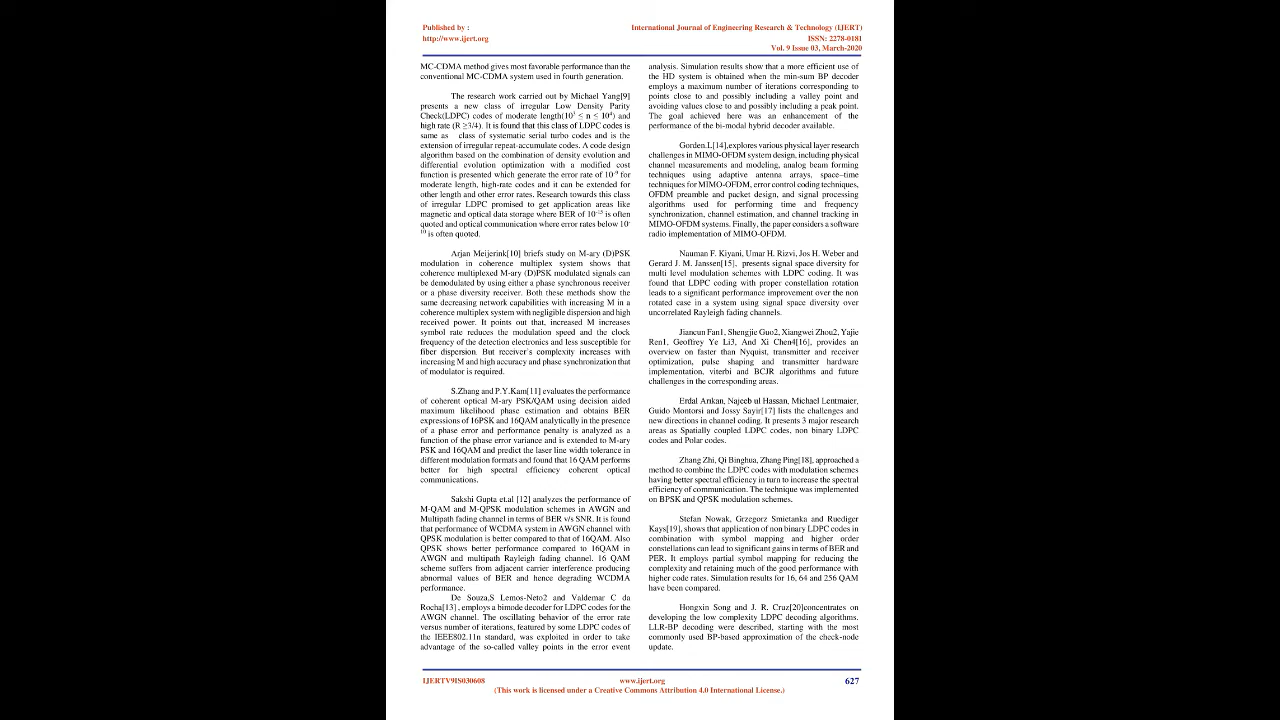 Published by :
http://www.ijert.org
International Journal of Engineering Research & Technology (IJERT)
ISSN: 2278-0181
Vol. 9 Issue 03, March-2020
MC-CDMA method gives most favorable performance than the
conventional MC-CDMA system used in fourth generation.
The research work carried out by Michael Yang[9]
presents a new class of irregular Low Density Parity
Check(LDPC) codes of moderate length(10³ ≤ n ≤ 10⁴) and
high rate (R ≥3/4). It is found that this class of LDPC codes is
same as class of systematic serial turbo codes and is the
extension of irregular repeat-accumulate codes. A code design
algorithm based on the combination of density evolution and
differential evolution optimization with a modified cost
function is presented which generate the error rate of 10⁻⁹ for
moderate length, high-rate codes and it can be extended for
other length and other error rates. Research towards this class
of irregular LDPC promised to get application areas like
magnetic and optical data storage where BER of 10⁻¹⁵ is often
quoted and optical communication where error rates below 10⁻
¹⁰ is often quoted.
Arjan Meijerink[10] briefs study on M-ary (D)PSK
modulation in coherence multiplex system shows that
coherence multiplexed M-ary (D)PSK modulated signals can
be demodulated by using either a phase synchronous receiver
or a phase diversity receiver. Both these methods show the
same decreasing network capabilities with increasing M in a
coherence multiplex system with negligible dispersion and high
received power. It points out that, increased M increases
symbol rate reduces the modulation speed and the clock
frequency of the detection electronics and less susceptible for
fiber dispersion. But receiver's complexity increases with
increasing M and high accuracy and phase synchronization that
of modulator is required.
S.Zhang and P.Y.Kam[11] evaluates the performance
of coherent optical M-ary PSK/QAM using decision aided
maximum likelihood phase estimation and obtains BER
expressions of 16PSK and 16QAM analytically in the presence
of a phase error and performance penalty is analyzed as a
function of the phase error variance and is extended to M-ary
PSK and 16QAM and predict the laser line width tolerance in
different modulation formats and found that 16 QAM performs
better for high spectral efficiency coherent optical
communications.
Sakshi Gupta et.al [12] analyzes the performance of
M-QAM and M-QPSK modulation schemes in AWGN and
Multipath fading channel in terms of BER v/s SNR. It is found
that performance of WCDMA system in AWGN channel with
QPSK modulation is better compared to that of 16QAM. Also
QPSK shows better performance compared to 16QAM in
AWGN and multipath Rayleigh fading channel. 16 QAM
scheme suffers from adjacent carrier interference producing
abnormal values of BER and hence degrading WCDMA
performance.
De Souza,S Lemos-Neto2 and Valdemar C da
Rocha[13] , employs a bimode decoder for LDPC codes for the
AWGN channel. The oscillating behavior of the error rate
versus number of iterations, featured by some LDPC codes of
the IEEE802.11n standard, was exploited in order to take
advantage of the so-called valley points in the error event
analysis. Simulation results show that a more efficient use of
the HD system is obtained when the min-sum BP decoder
employs a maximum number of iterations corresponding to
points close to and possibly including a valley point and
avoiding values close to and possibly including a peak point.
The goal achieved here was an enhancement of the
performance of the bi-modal hybrid decoder available.
Gorden.L[14],explores various physical layer research
challenges in MIMO-OFDM system design, including physical
channel measurements and modeling, analog beam forming
techniques using adaptive antenna arrays, space–time
techniques for MIMO-OFDM, error control coding techniques,
OFDM preamble and packet design, and signal processing
algorithms used for performing time and frequency
synchronization, channel estimation, and channel tracking in
MIMO-OFDM systems. Finally, the paper considers a software
radio implementation of MIMO-OFDM.
Nauman F. Kiyani, Umar H. Rizvi, Jos H. Weber and
Gerard J. M. Janssen[15], presents signal space diversity for
multi level modulation schemes with LDPC coding. It was
found that LDPC coding with proper constellation rotation
leads to a significant performance improvement over the non
rotated case in a system using signal space diversity over
uncorrelated Rayleigh fading channels.
Jiancun Fan1, Shengjie Guo2, Xiangwei Zhou2, Yajie
Ren1, Geoffrey Ye Li3, And Xi Chen4[16], provides an
overview on faster than Nyquist, transmitter and receiver
optimization, pulse shaping and transmitter hardware
implementation, viterbi and BCJR algorithms and future
challenges in the corresponding areas.
Erdal Arıkan, Najeeb ul Hassan, Michael Lentmaier,
Guido Montorsi and Jossy Sayir[17] lists the challenges and
new directions in channel coding. It presents 3 major research
areas as Spatially coupled LDPC codes, non binary LDPC
codes and Polar codes.
Zhang Zhi, Qi Binghua, Zhang Ping[18], approached a
method to combine the LDPC codes with modulation schemes
having better spectral efficiency in turn to increase the spectral
efficiency of communication. The technique was implemented
on BPSK and QPSK modulation schemes.
Stefan Nowak, Grzegorz Smietanka and Ruediger
Kays[19], shows that application of non binary LDPC codes in
combination with symbol mapping and higher order
constellations can lead to significant gains in terms of BER and
PER. It employs partial symbol mapping for reducing the
complexity and retaining much of the good performance with
higher code rates. Simulation results for 16, 64 and 256 QAM
have been compared.
Hongxin Song and J. R. Cruz[20]concentrates on
developing the low complexity LDPC decoding algorithms.
LLR-BP decoding were described, starting with the most
commonly used BP-based approximation of the check-node
update.
IJERTV9IS030608
www.ijert.org
627
(This work is licensed under a Creative Commons Attribution 4.0 International License.)